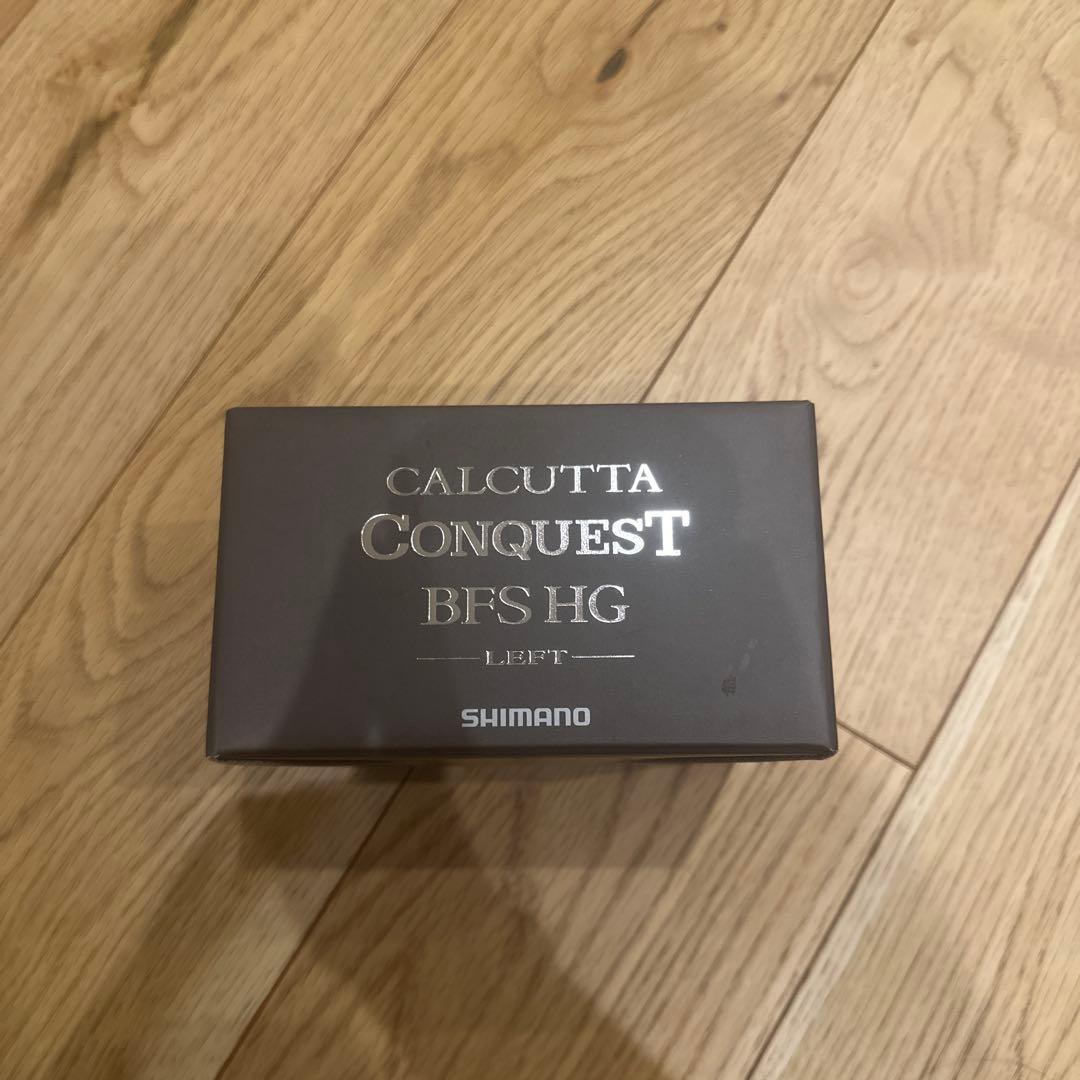 CALCUTTA
CONQUEST
BFS HG
LEFT
SHIMANO